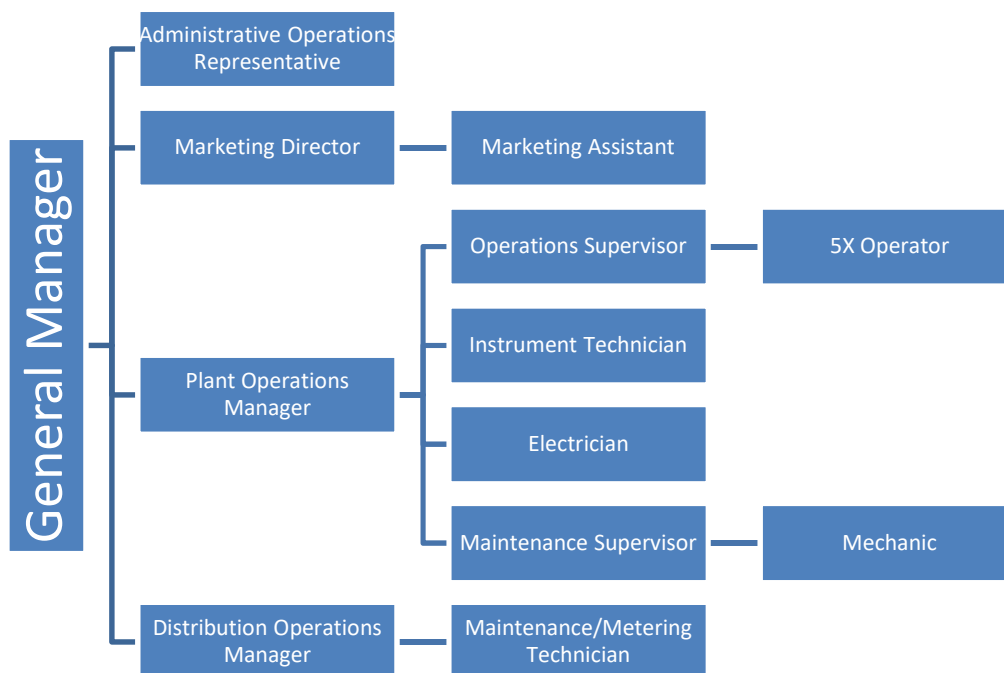 General Manager
Administrative Operations
Representative
Marketing Director
Marketing Assistant
Plant Operations
Manager
Operations Supervisor
5X Operator
Instrument Technician
Electrician
Maintenance Supervisor
Mechanic
Distribution Operations
Manager
Maintenance/Metering
Technician